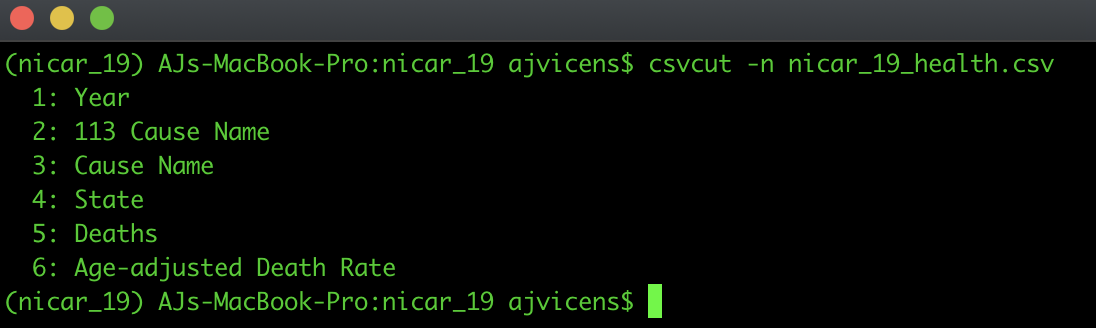 (nicar_19) AJs-MacBook-Pro:nicar_19 ajvicens$ csvcut -n nicar_19_health.csv
  1: Year
  2: 113 Cause Name
  3: Cause Name
  4: State
  5: Deaths
  6: Age-adjusted Death Rate
(nicar_19) AJs-MacBook-Pro:nicar_19 ajvicens$